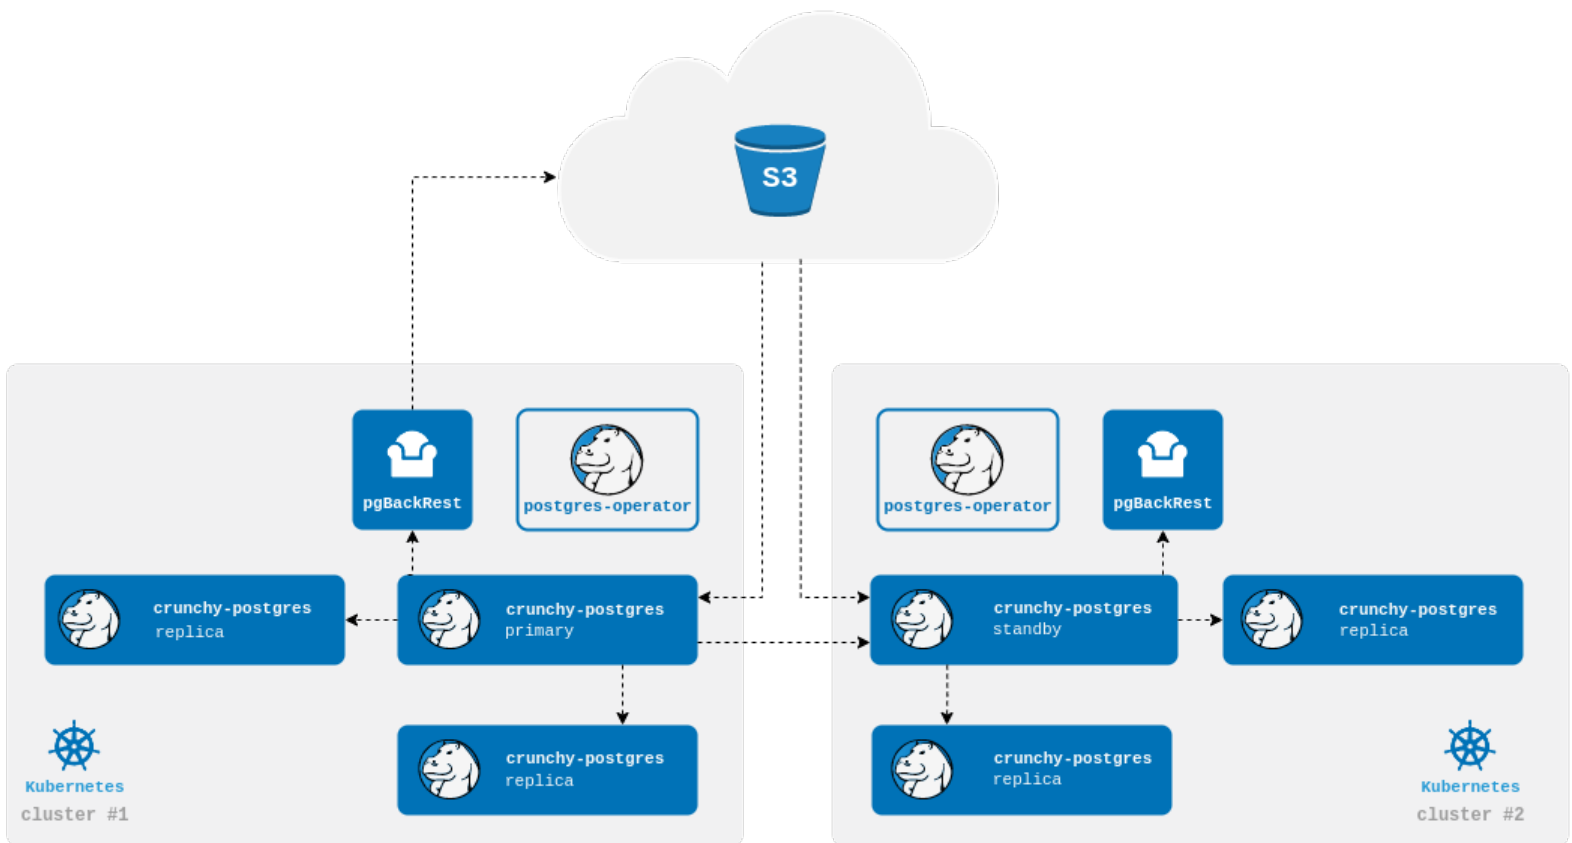 S3
pgBackRest
postgres-operator
crunchy-postgres
replica
crunchy-postgres
primary
crunchy-postgres
replica
Kubernetes
cluster #1
postgres-operator
pgBackRest
crunchy-postgres
standby
crunchy-postgres
replica
crunchy-postgres
replica
Kubernetes
cluster #2